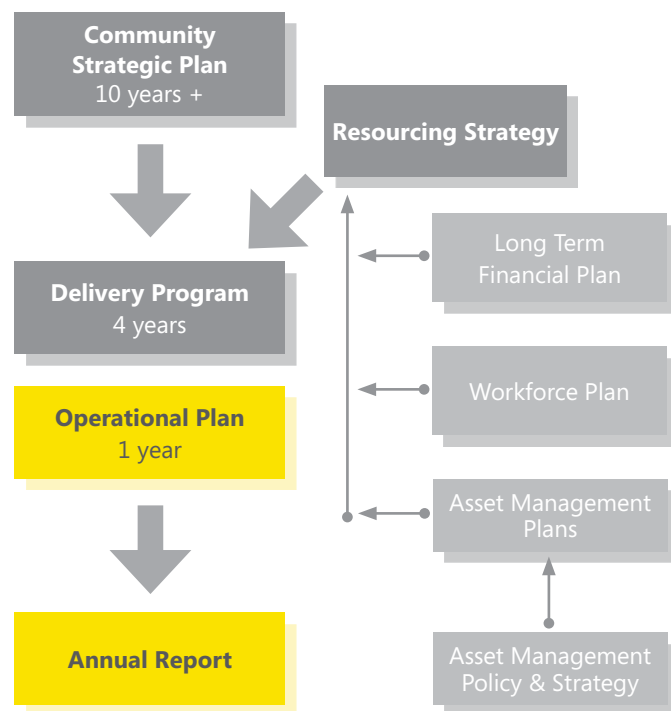 Community
Strategic Plan
10 years +
Resourcing Strategy
Long Term
Financial Plan
Delivery Program
4 years
Workforce Plan
Operational Plan
1 year
Asset Management
Plans
Annual Report
Asset Management
Policy & Strategy